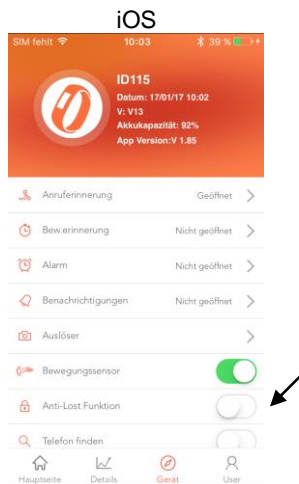 iOS
SIM fehlt 10:03 39 %
ID115
Datum: 17/01/17 10:02
V: V13
Akkukapazität: 92%
App Version:V 1.85
Anruferinnerung Geöffnet
Bew.erinnerung Nicht geöffnet
Alarm Nicht geöffnet
Benachrichtigungen Nicht geöffnet
Auslöser
Bewegungssensor
Anti-Lost Funktion
Telefon finden
Hauptseite Details Gerät User